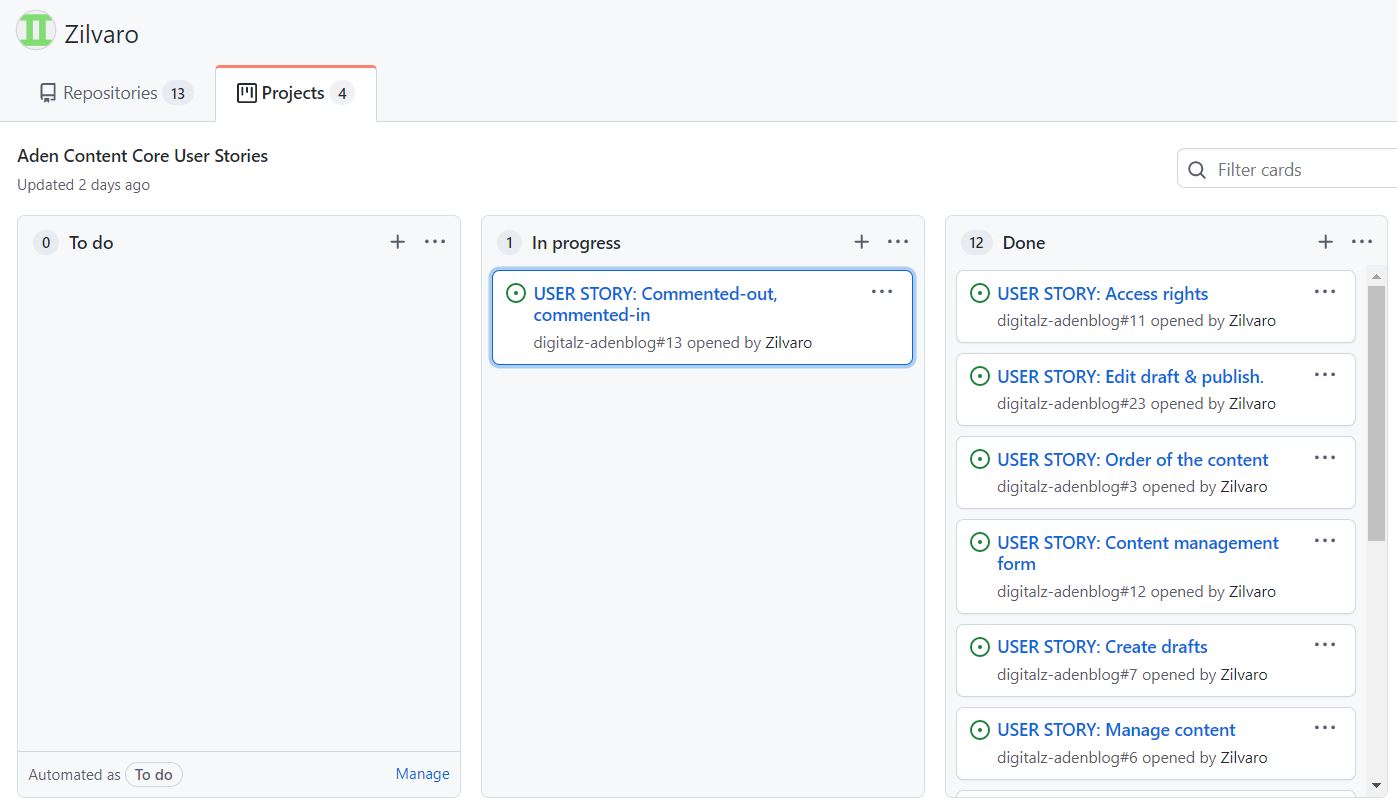 Zilvaro
Repositories 13
Projects 4
Aden Content Core User Stories
Updated 2 days ago
Filter cards
0 To do
Automated as To do
Manage
1 In progress
USER STORY: Commented-out,
commented-in
digitalz-adenblog#13 opened by Zilvaro
12 Done
USER STORY: Access rights
digitalz-adenblog#11 opened by Zilvaro
USER STORY: Edit draft & publish.
digitalz-adenblog#23 opened by Zilvaro
USER STORY: Order of the content
digitalz-adenblog#3 opened by Zilvaro
USER STORY: Content management
form
digitalz-adenblog#12 opened by Zilvaro
USER STORY: Create drafts
digitalz-adenblog#7 opened by Zilvaro
USER STORY: Manage content
digitalz-adenblog#6 opened by Zilvaro